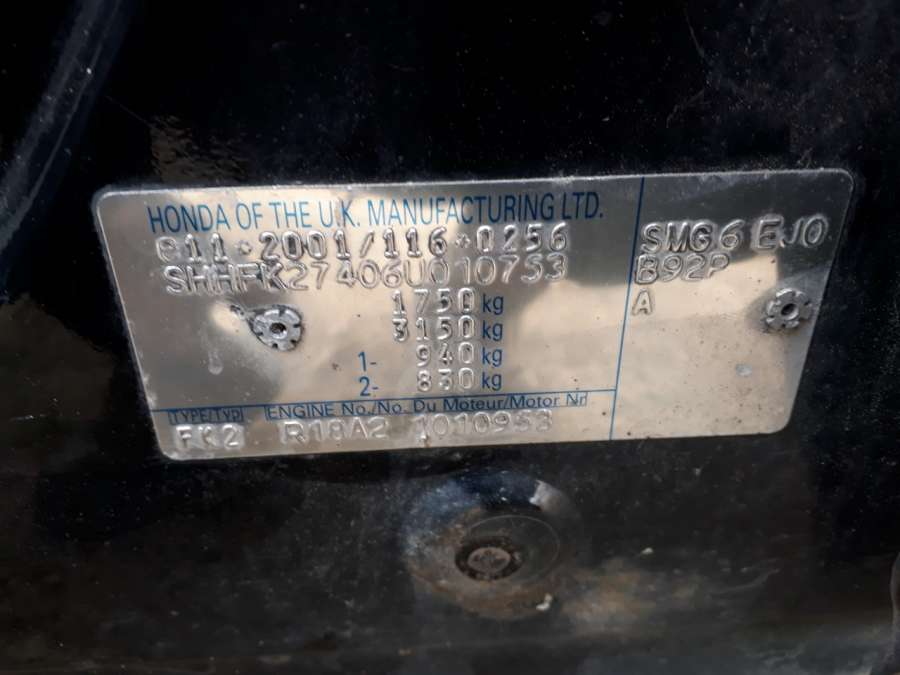 HONDA OF THE U.K. MANUFACTURING LTD.
e11*2001/116*0256
SHHFK27406U010753
1750 kg
3150 kg
1- 940 kg
2- 830 kg
TYPE/TYP ENGINE No./No. Du Moteur/Motor Nr
FK2 R18A2 1010953
SMG6 EJ0
B92P
A